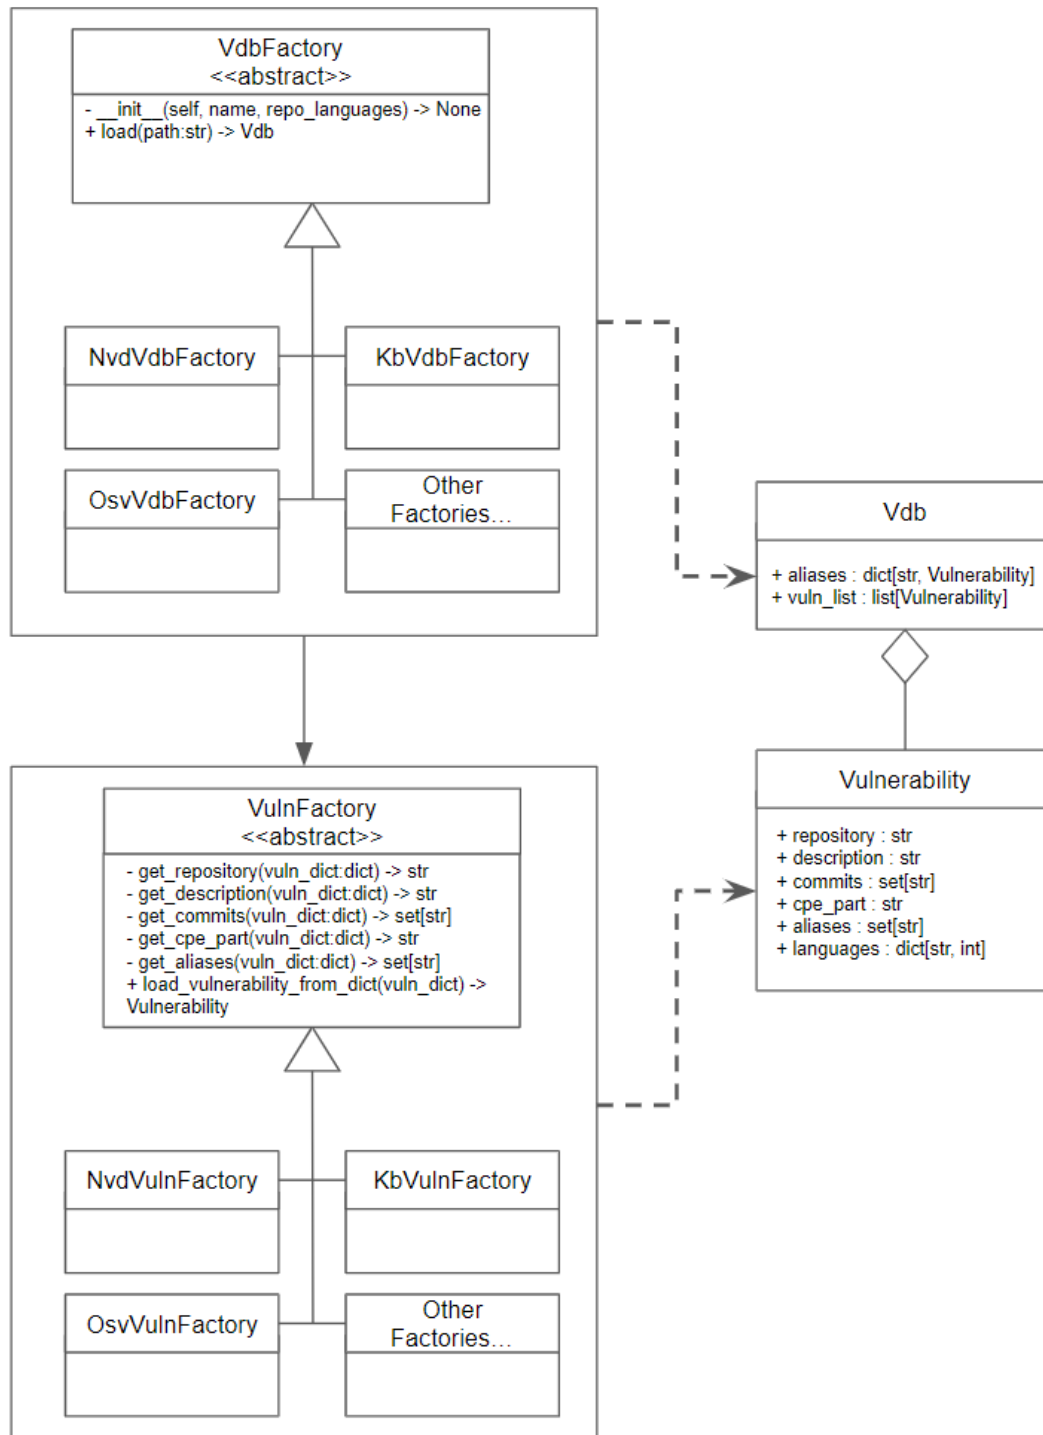 VdbFactory
<<abstract>>
- __init__(self, name, repo_languages) -> None
+ load(path:str) -> Vdb
NvdVdbFactory
KbVdbFactory
OsvVdbFactory
Other
Factories...
Vdb
+ aliases : dict[str, Vulnerability]
+ vuln_list : list[Vulnerability]
Vulnerability
+ repository : str
+ description : str
+ commits : set[str]
+ cpe_part : str
+ aliases : set[str]
+ languages : dict[str, int]
VulnFactory
<<abstract>>
- get_repository(vuln_dict:dict) -> str
- get_description(vuln_dict:dict) -> str
- get_commits(vuln_dict:dict) -> set[str]
- get_cpe_part(vuln_dict:dict) -> str
- get_aliases(vuln_dict:dict) -> set[str]
+ load_vulnerability_from_dict(vuln_dict) ->
Vulnerability
NvdVulnFactory
KbVulnFactory
OsvVulnFactory
Other
Factories...